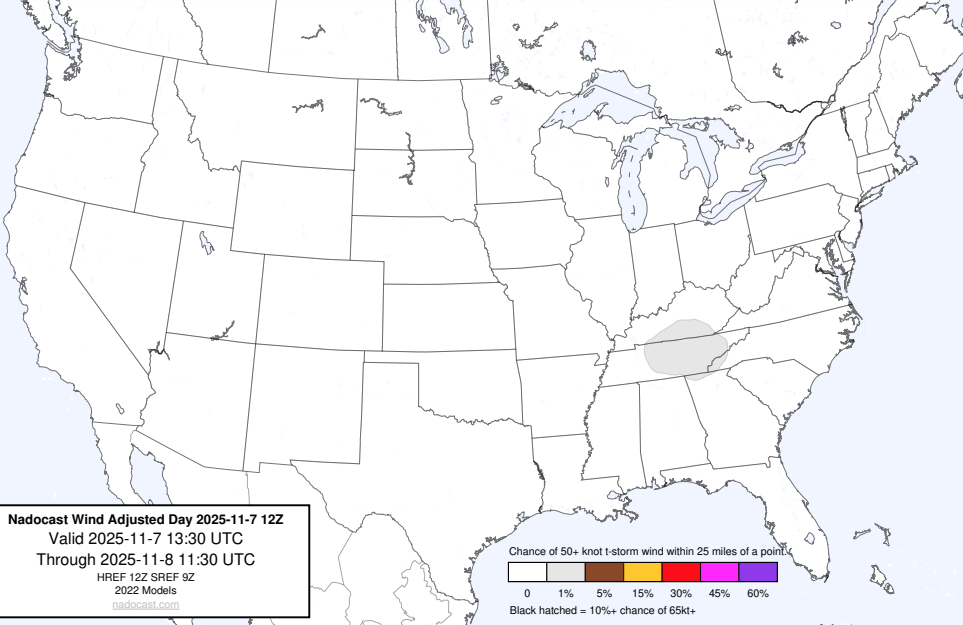 Nadocast Wind Adjusted Day 2025-11-7 12Z
Valid 2025-11-7 13:30 UTC
Through 2025-11-8 11:30 UTC
HREF 12Z SREF 9Z
2022 Models
nadocast.com
Chance of 50+ knot t-storm wind within 25 miles of a point.
0 1% 5% 15% 30% 45% 60%
Black hatched = 10%+ chance of 65kt+